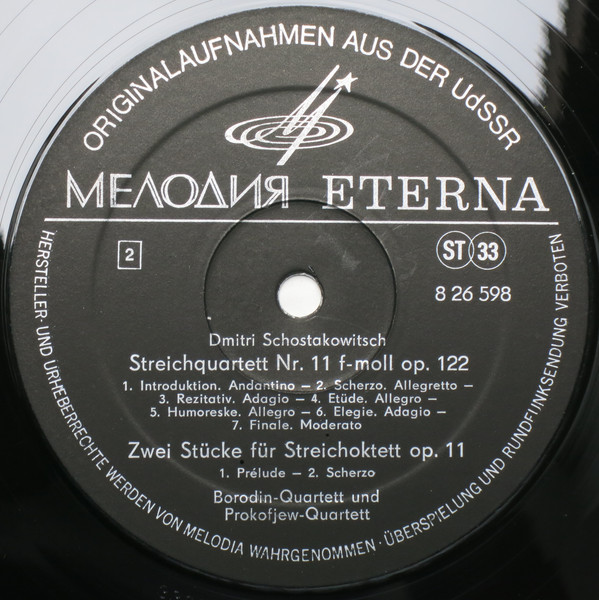 ORIGINALAUFNAHMEN AUS DER UdSSR
МЕЛОДИЯ ETERNA
2
ST 33
8 26 598
Dmitri Schostakowitsch
Streichquartett Nr. 11 f-moll op. 122
1. Introduktion. Andantino – 2. Scherzo. Allegretto –
3. Rezitativ. Adagio – 4. Etüde. Allegro –
5. Humoreske. Allegro – 6. Elegie. Adagio –
7. Finale. Moderato
Zwei Stücke für Streichoktett op. 11
1. Prélude – 2. Scherzo
Borodin-Quartett und
Prokofjew-Quartett
HERSTELLER- UND URHEBERRECHTE WERDEN VON MELODIA WAHRGENOMMEN · ÜBERSPIELUNG UND RUNDFUNKSENDUNG VERBOTEN